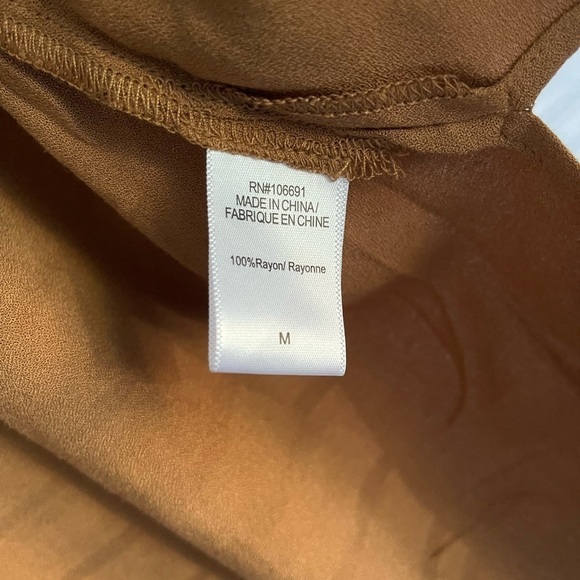 RN#106691
MADE IN CHINA/
FABRIQUE EN CHINE
100%Rayon/ Rayonne
M